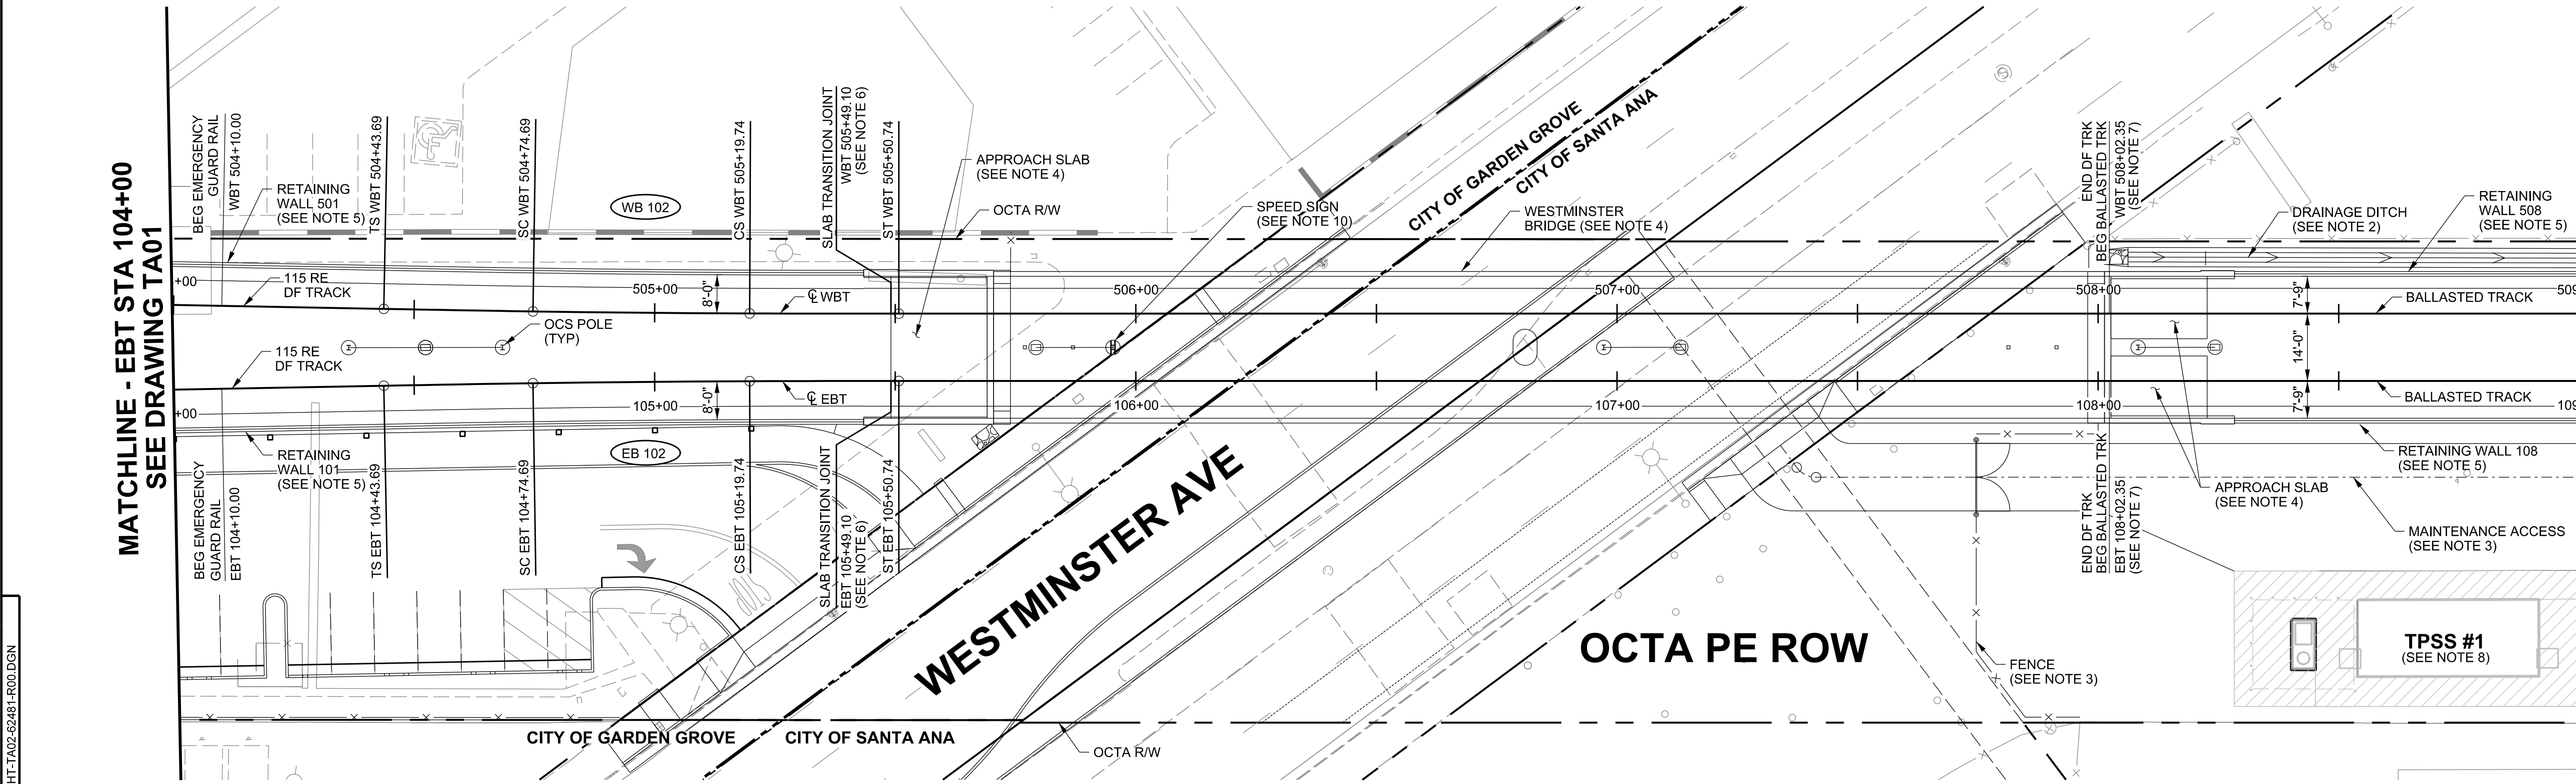 MATCHLINE - EBT STA 104+00
SEE DRAWING TA01
HT-TA02-62481-R00.DGN
BEG EMERGENCY
GUARD RAIL
WBT 504+10.00
RETAINING
WALL 501
(SEE NOTE 5)
TS WBT 504+43.69
SC WBT 504+74.69
WB 102
CS WBT 505+19.74
SLAB TRANSITION JOINT
WBT 505+49.10
(SEE NOTE 6)
ST WBT 505+50.74
APPROACH SLAB
(SEE NOTE 4)
OCTA R/W
SPEED SIGN
(SEE NOTE 10)
CITY OF GARDEN GROVE
CITY OF SANTA ANA
WESTMINSTER
BRIDGE (SEE NOTE 4)
END DF TRK
BEG BALLASTED TRK
WBT 508+02.35
(SEE NOTE 7)
DRAINAGE DITCH
(SEE NOTE 2)
RETAINING
WALL 508
(SEE NOTE 5)
+00
115 RE
DF TRACK
505+00
8'-0"
℄ WBT
506+00
507+00
508+00
7'-9"
509
BALLASTED TRACK
OCS POLE
(TYP)
14'-0"
115 RE
DF TRACK
+00
105+00
8'-0"
℄ EBT
106+00
107+00
108+00
7'-9"
109
BALLASTED TRACK
RETAINING
WALL 101
(SEE NOTE 5)
EB 102
BEG EMERGENCY
GUARD RAIL
EBT 104+10.00
TS EBT 104+43.69
SC EBT 104+74.69
CS EBT 105+19.74
SLAB TRANSITION JOINT
EBT 105+49.10
(SEE NOTE 6)
ST EBT 105+50.74
WESTMINSTER AVE
OCTA PE ROW
END DF TRK
BEG BALLASTED TRK
EBT 108+02.35
(SEE NOTE 7)
RETAINING WALL 108
(SEE NOTE 5)
APPROACH SLAB
(SEE NOTE 4)
MAINTENANCE ACCESS
(SEE NOTE 3)
FENCE
(SEE NOTE 3)
TPSS #1
(SEE NOTE 8)
CITY OF GARDEN GROVE
CITY OF SANTA ANA
OCTA R/W